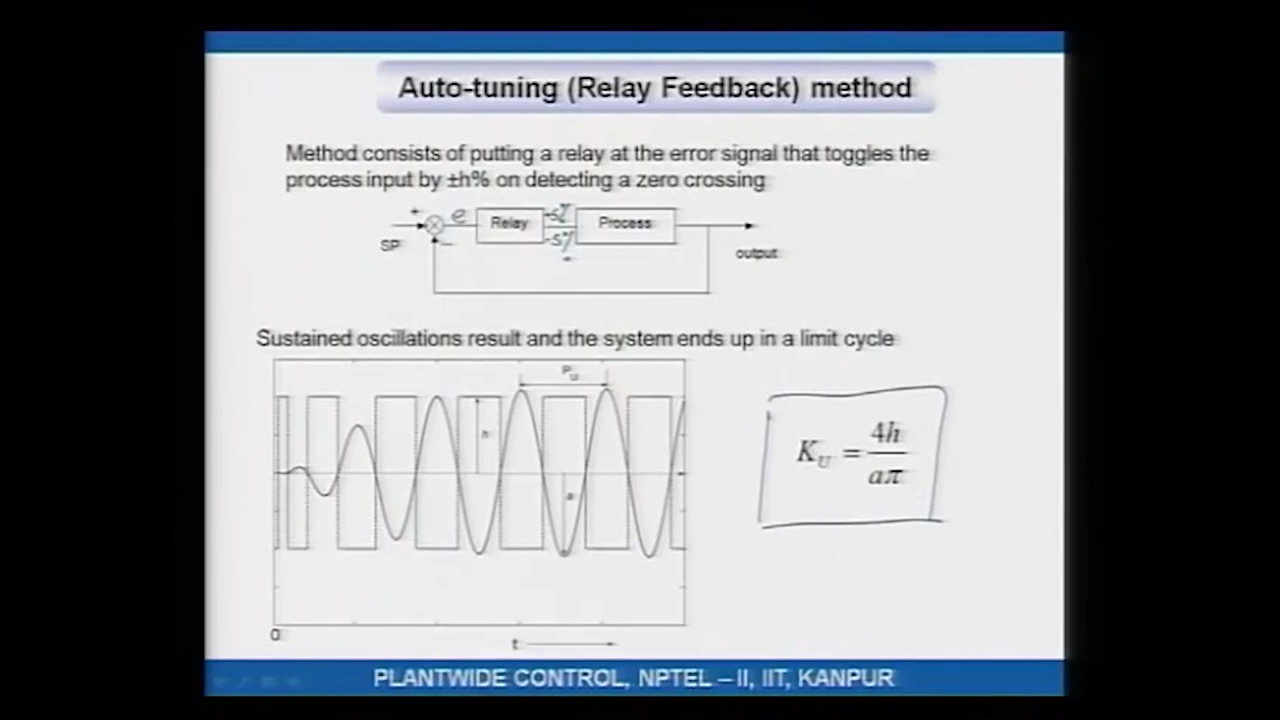 Auto-tuning (Relay Feedback) method
Method consists of putting a relay at the error signal that toggles the
process input by ±h% on detecting a zero crossing
+ e Relay Process
SP −
output
Sustained oscillations result and the system ends up in a limit cycle
P_U
h
a
K_U = 4h / aπ
0
t
PLANTWIDE CONTROL, NPTEL – II, IIT, KANPUR